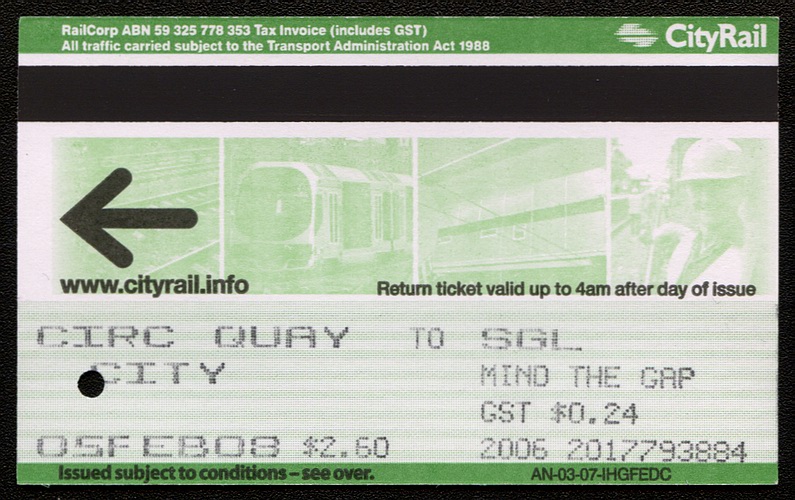 RailCorp ABN 59 325 778 353 Tax Invoice (includes GST)
All traffic carried subject to the Transport Administration Act 1988
CityRail
www.cityrail.info
Return ticket valid up to 4am after day of issue
CIRC QUAY TO SGL
CITY MIND THE GAP
GST $0.24
05FEB08 $2.60 2006 2017793884
Issued subject to conditions – see over.
AN-03-07-IHGFEDC